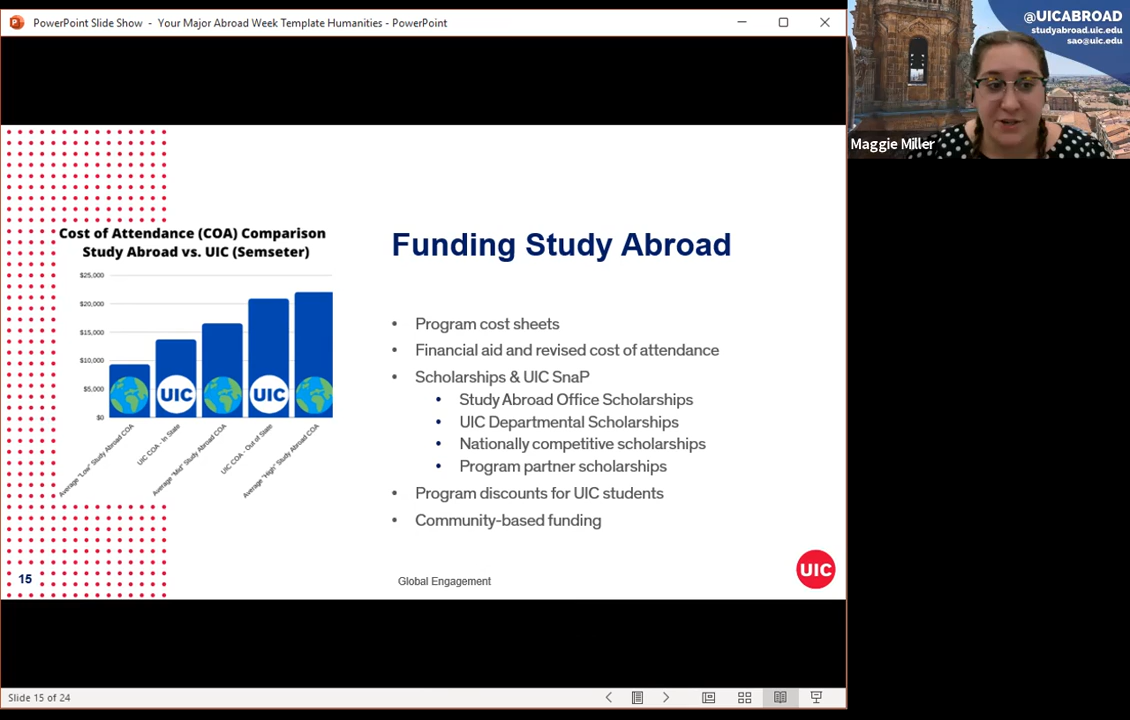 PowerPoint Slide Show - Your Major Abroad Week Template Humanities - PowerPoint
@UICABROAD
studyabroad.uic.edu
sao@uic.edu
Maggie Miller
Cost of Attendance (COA) Comparison
Study Abroad vs. UIC (Semseter)
$25,000
$20,000
$15,000
$10,000
$5,000
$0
UIC
UIC
Average "Low" Study Abroad COA
UIC COA - In State
Average "Mid" Study Abroad COA
UIC COA - Out of State
Average "High" Study Abroad COA
Funding Study Abroad
• Program cost sheets
• Financial aid and revised cost of attendance
• Scholarships & UIC SnaP
• Study Abroad Office Scholarships
• UIC Departmental Scholarships
• Nationally competitive scholarships
• Program partner scholarships
• Program discounts for UIC students
• Community-based funding
15
Global Engagement
UIC
Slide 15 of 24